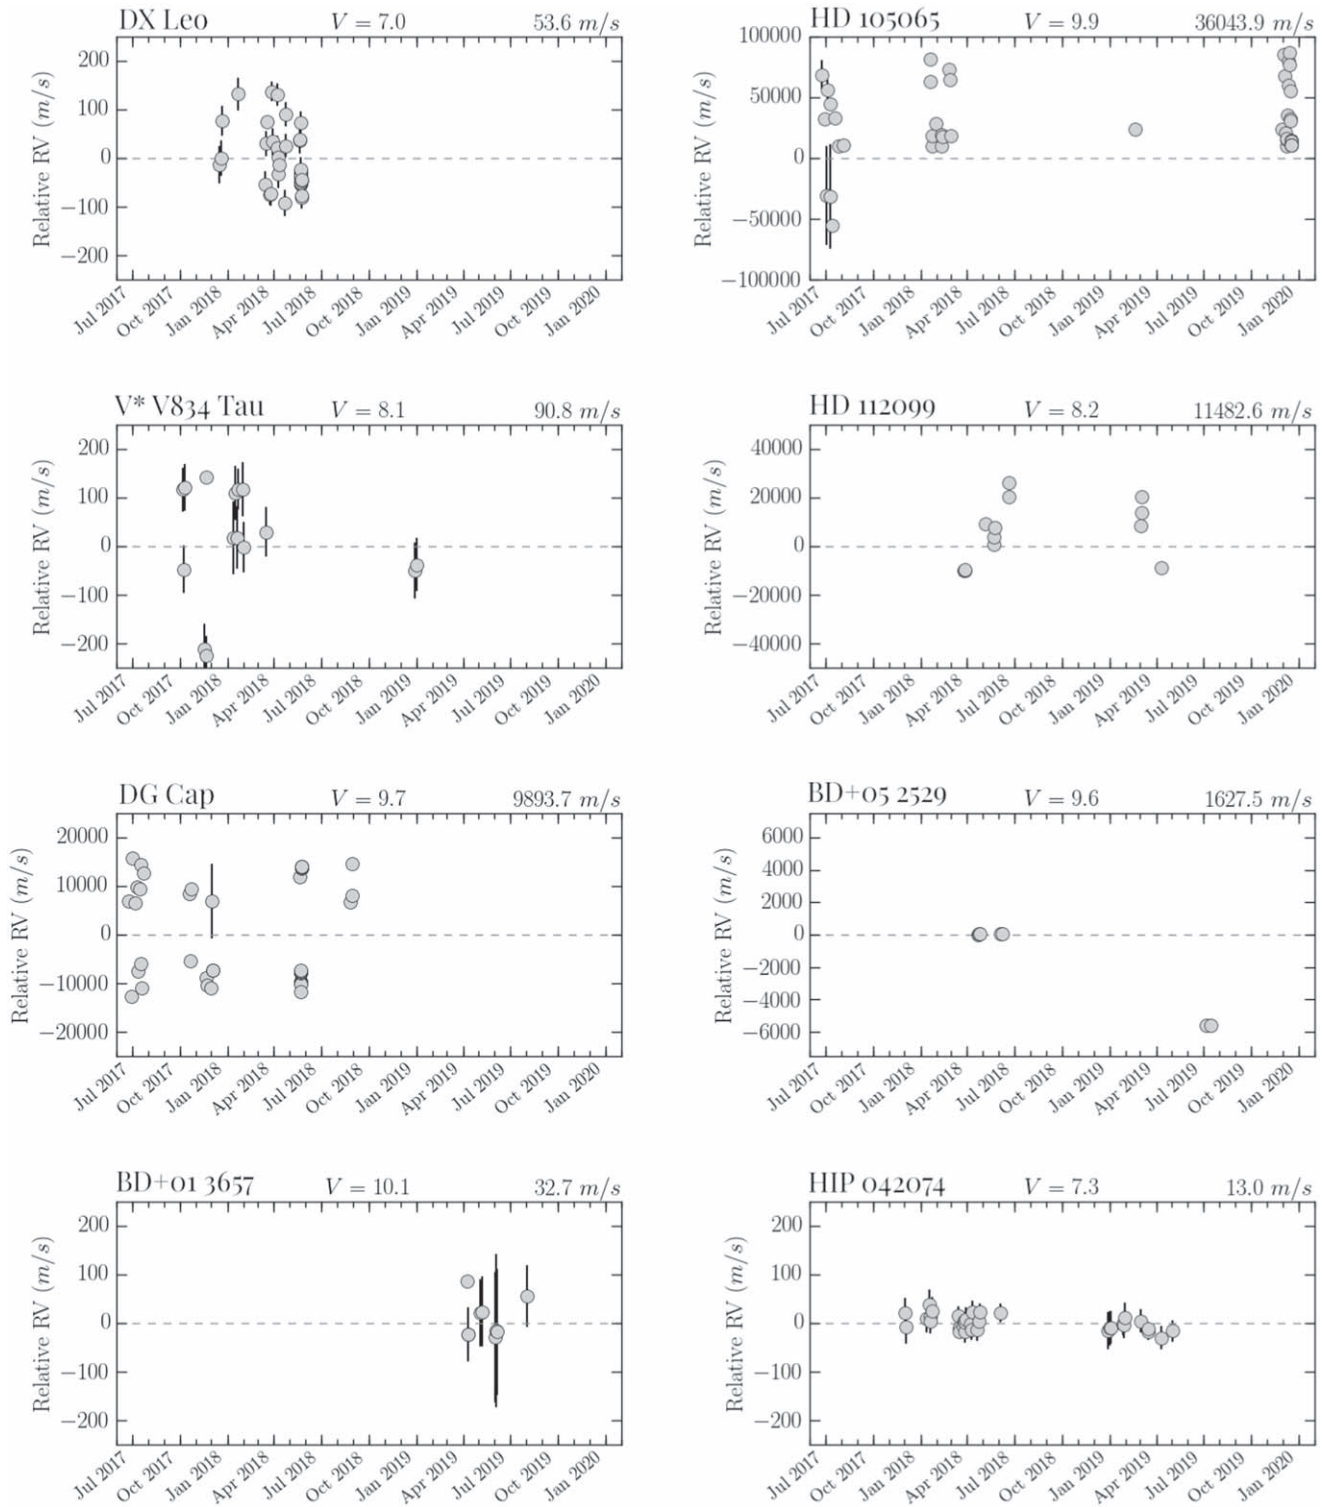 DX Leo V = 7.0 53.6 m/s
Relative RV (m/s)
200
100
0
−100
−200
Jul 2017 Oct 2017 Jan 2018 Apr 2018 Jul 2018 Oct 2018 Jan 2019 Apr 2019 Jul 2019 Oct 2019 Jan 2020
HD 105065 V = 9.9 36043.9 m/s
Relative RV (m/s)
100000
50000
0
−50000
−100000
Jul 2017 Oct 2017 Jan 2018 Apr 2018 Jul 2018 Oct 2018 Jan 2019 Apr 2019 Jul 2019 Oct 2019 Jan 2020
V* V834 Tau V = 8.1 90.8 m/s
Relative RV (m/s)
200
100
0
−100
−200
Jul 2017 Oct 2017 Jan 2018 Apr 2018 Jul 2018 Oct 2018 Jan 2019 Apr 2019 Jul 2019 Oct 2019 Jan 2020
HD 112099 V = 8.2 11482.6 m/s
Relative RV (m/s)
40000
20000
0
−20000
−40000
Jul 2017 Oct 2017 Jan 2018 Apr 2018 Jul 2018 Oct 2018 Jan 2019 Apr 2019 Jul 2019 Oct 2019 Jan 2020
DG Cap V = 9.7 9893.7 m/s
Relative RV (m/s)
20000
10000
0
−10000
−20000
Jul 2017 Oct 2017 Jan 2018 Apr 2018 Jul 2018 Oct 2018 Jan 2019 Apr 2019 Jul 2019 Oct 2019 Jan 2020
BD+05 2529 V = 9.6 1627.5 m/s
Relative RV (m/s)
6000
4000
2000
0
−2000
−4000
−6000
Jul 2017 Oct 2017 Jan 2018 Apr 2018 Jul 2018 Oct 2018 Jan 2019 Apr 2019 Jul 2019 Oct 2019 Jan 2020
BD+01 3657 V = 10.1 32.7 m/s
Relative RV (m/s)
200
100
0
−100
−200
Jul 2017 Oct 2017 Jan 2018 Apr 2018 Jul 2018 Oct 2018 Jan 2019 Apr 2019 Jul 2019 Oct 2019 Jan 2020
HIP 042074 V = 7.3 13.0 m/s
Relative RV (m/s)
200
100
0
−100
−200
Jul 2017 Oct 2017 Jan 2018 Apr 2018 Jul 2018 Oct 2018 Jan 2019 Apr 2019 Jul 2019 Oct 2019 Jan 2020